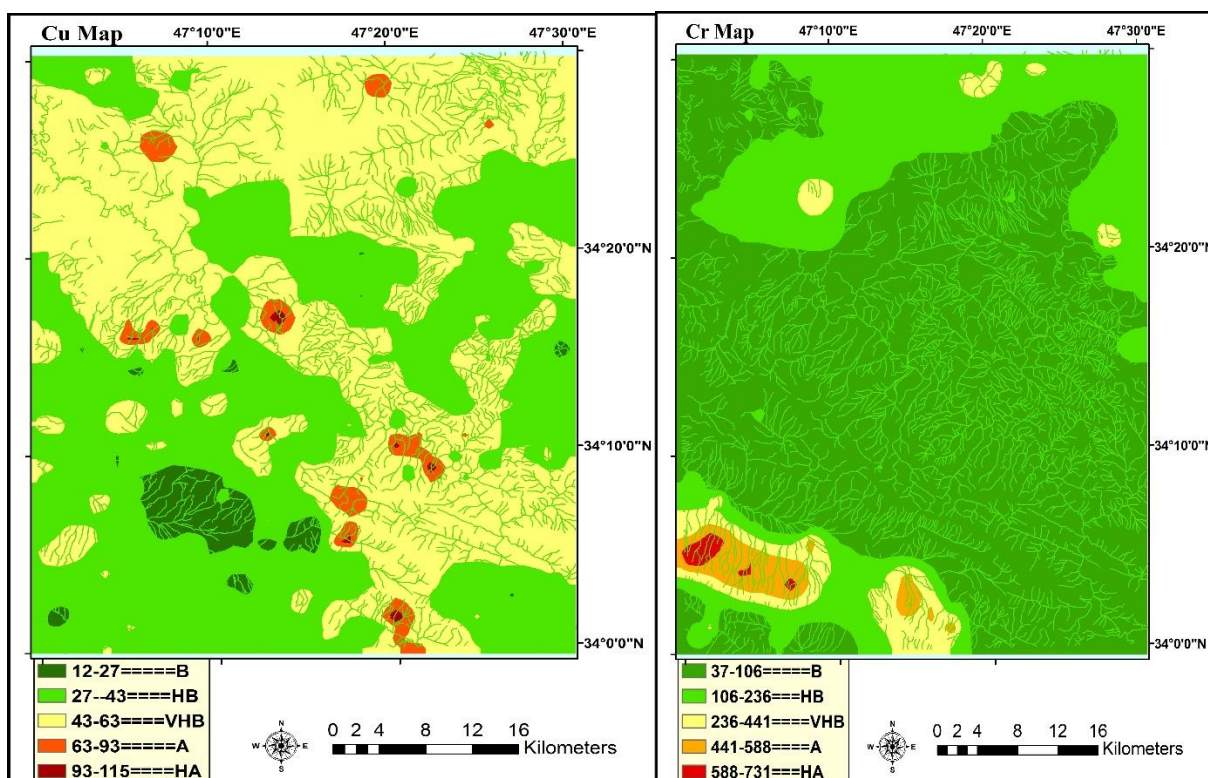 Cu Map
47°10'0"E
47°20'0"E
47°30'0"E
34°20'0"N
34°10'0"N
34°0'0"N
12-27=====B
27--43====HB
43-63====VHB
63-93====A
93-115====HA
N
W
E
S
0 2 4 8 12 16
Kilometers
Cr Map
47°10'0"E
47°20'0"E
47°30'0"E
34°20'0"N
34°10'0"N
34°0'0"N
37-106=====B
106-236===HB
236-441====VHB
441-588====A
588-731===HA
N
W
E
S
0 2 4 8 12 16
Kilometers